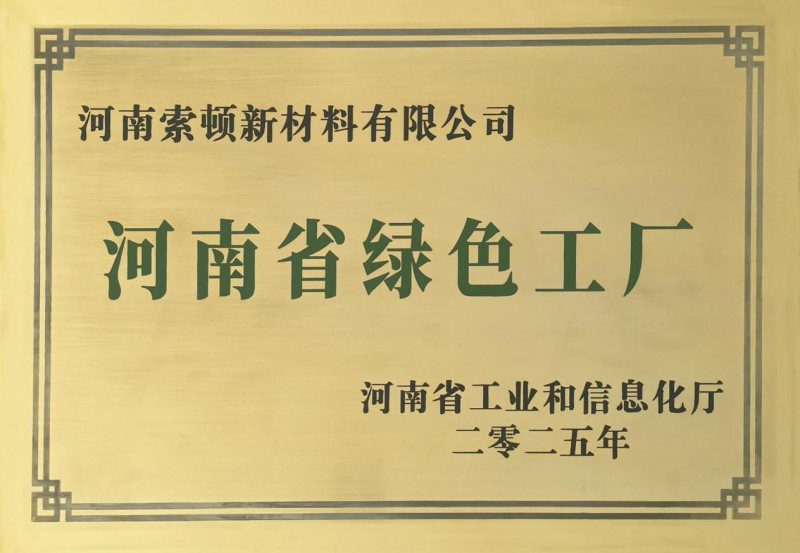 河南索顿新材料有限公司
河南省绿色工厂
河南省工业和信息化厅
二零二五年